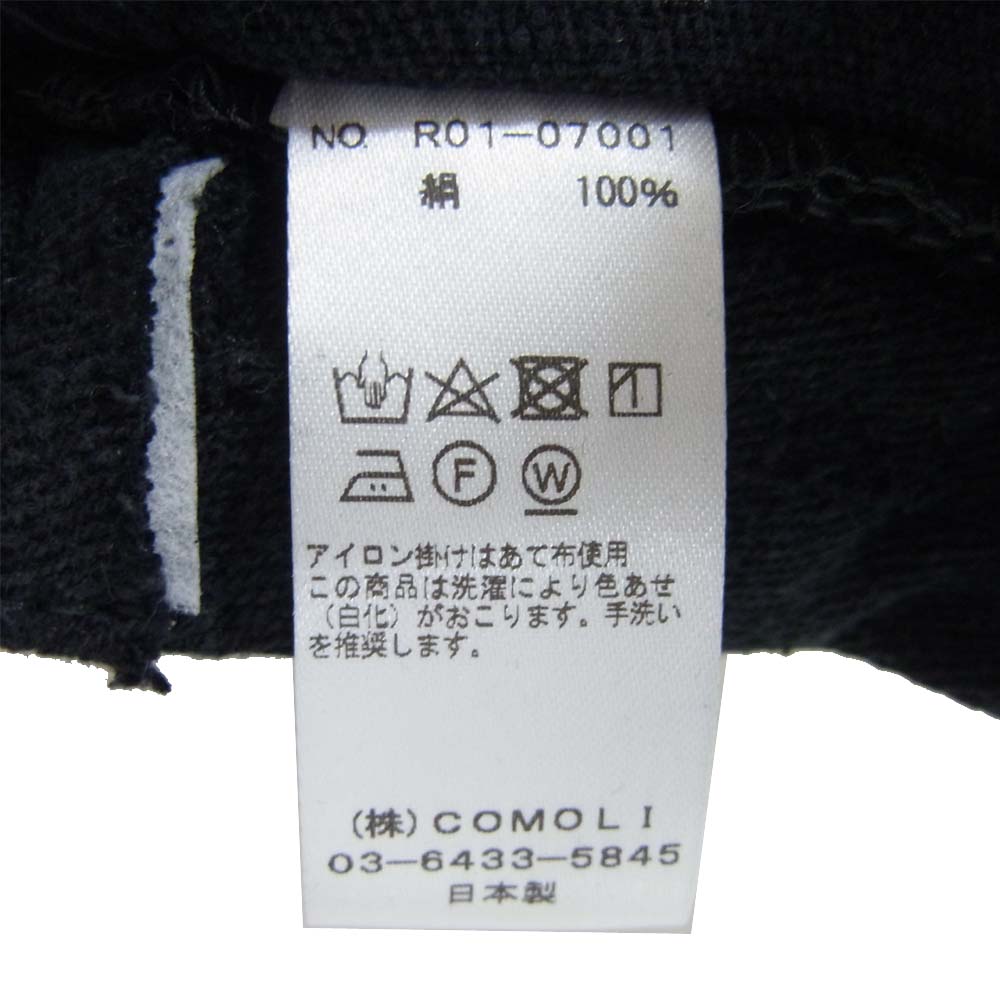 NO. R01-07001
絹 100%
F W
アイロン掛けはあて布使用
この商品は洗濯により色あせ
(白化)がおこります。手洗い
を推奨します。
(株)COMOLI
03-6433-5845
日本製